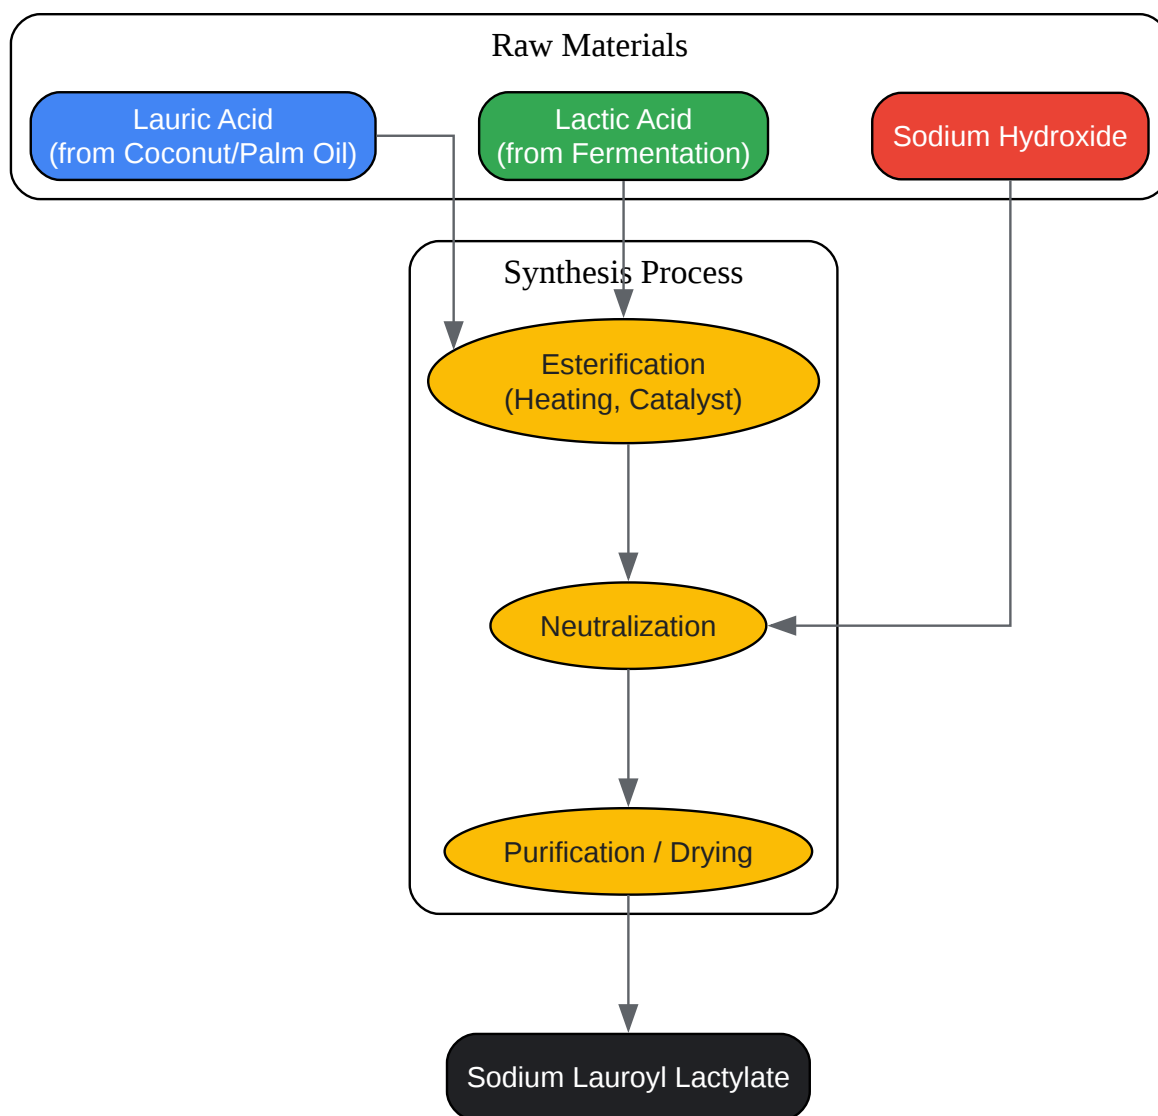 Raw Materials
Lauric Acid
(from Coconut/Palm Oil)
Lactic Acid
(from Fermentation)
Sodium Hydroxide
Synthesis Process
Esterification
(Heating, Catalyst)
Neutralization
Purification / Drying
Sodium Lauroyl Lactylate